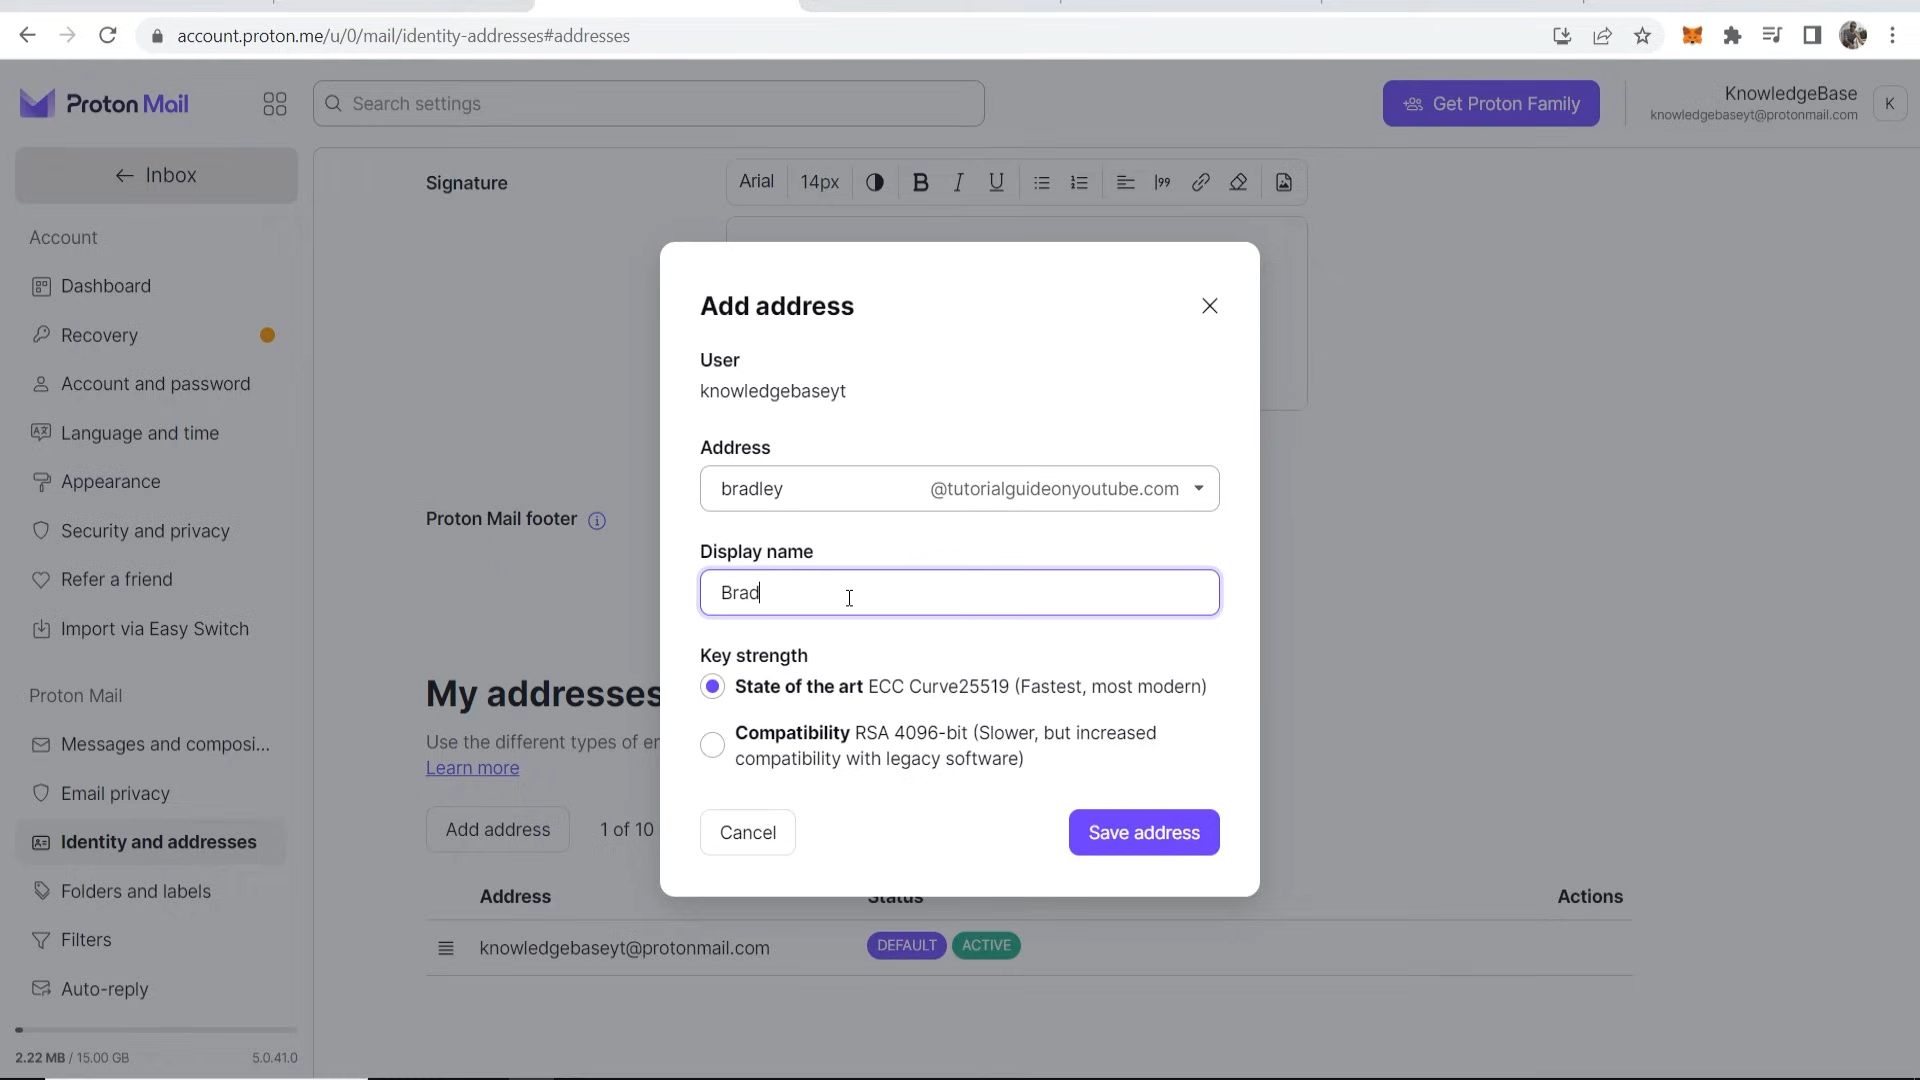 account.proton.me/u/0/mail/identity-addresses#addresses
Proton Mail
Search settings
Get Proton Family
KnowledgeBase
knowledgebaseyt@protonmail.com
K
Inbox
Account
Dashboard
Recovery
Account and password
Language and time
Appearance
Security and privacy
Refer a friend
Import via Easy Switch
Proton Mail
Messages and composi...
Email privacy
Identity and addresses
Folders and labels
Filters
Auto-reply
2.22 MB / 15.00 GB
5.0.41.0
Signature
Arial
14px
B I U
Proton Mail footer
My addresses
Use the different types of
Learn more
Add address
1 of 10
Address
Status
Actions
knowledgebaseyt@protonmail.com
DEFAULT
ACTIVE
Add address
User
knowledgebaseyt
Address
bradley
@tutorialguideonyoutube.com
Display name
Brad
Key strength
State of the art ECC Curve25519 (Fastest, most modern)
Compatibility RSA 4096-bit (Slower, but increased
compatibility with legacy software)
Cancel
Save address